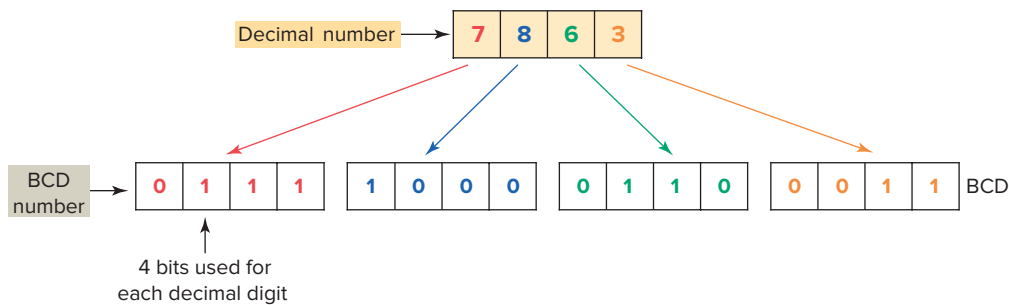 Decimal number 7 8 6 3
BCD number 0 1 1 1 1 0 0 0 0 1 1 0 0 0 1 1 BCD
4 bits used for
each decimal digit